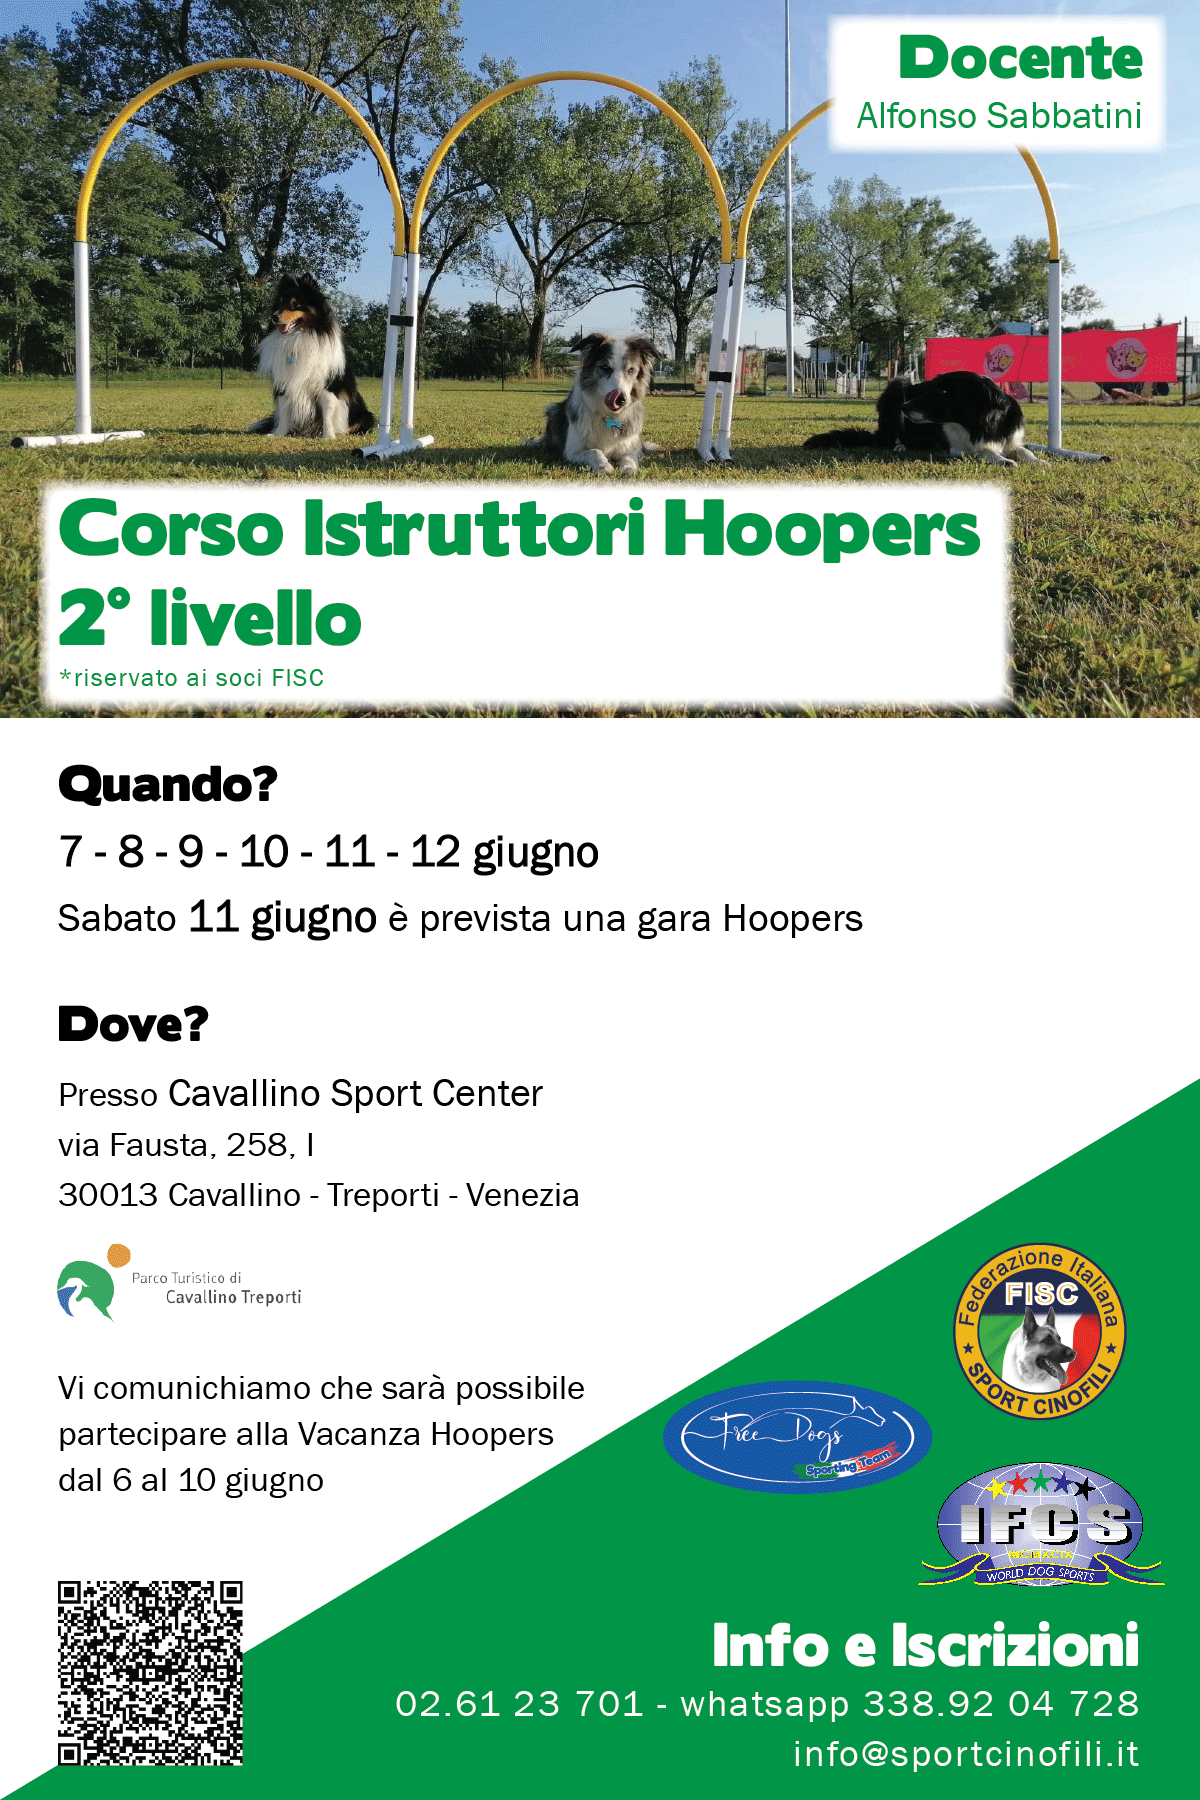 Docente
Alfonso Sabbatini
Corso Istruttori Hoopers
2° livello
*riservato ai soci FISC
Quando?
7 - 8 - 9 - 10 - 11 - 12 giugno
Sabato 11 giugno è prevista una gara Hoopers
Dove?
Presso Cavallino Sport Center
via Fausta, 258, I
30013 Cavallino - Treporti - Venezia
Parco Turistico di
Cavallino Treporti
Vi comunichiamo che sarà possibile
partecipare alla Vacanza Hoopers
dal 6 al 10 giugno
Federazione Italiana
FISC
SPORT CINOFILI
Free Dogs
Sporting Team
IFCS
WORLD DOG SPORTS
Info e Iscrizioni
02.61 23 701 - whatsapp 338.92 04 728
info@sportcinofili.it